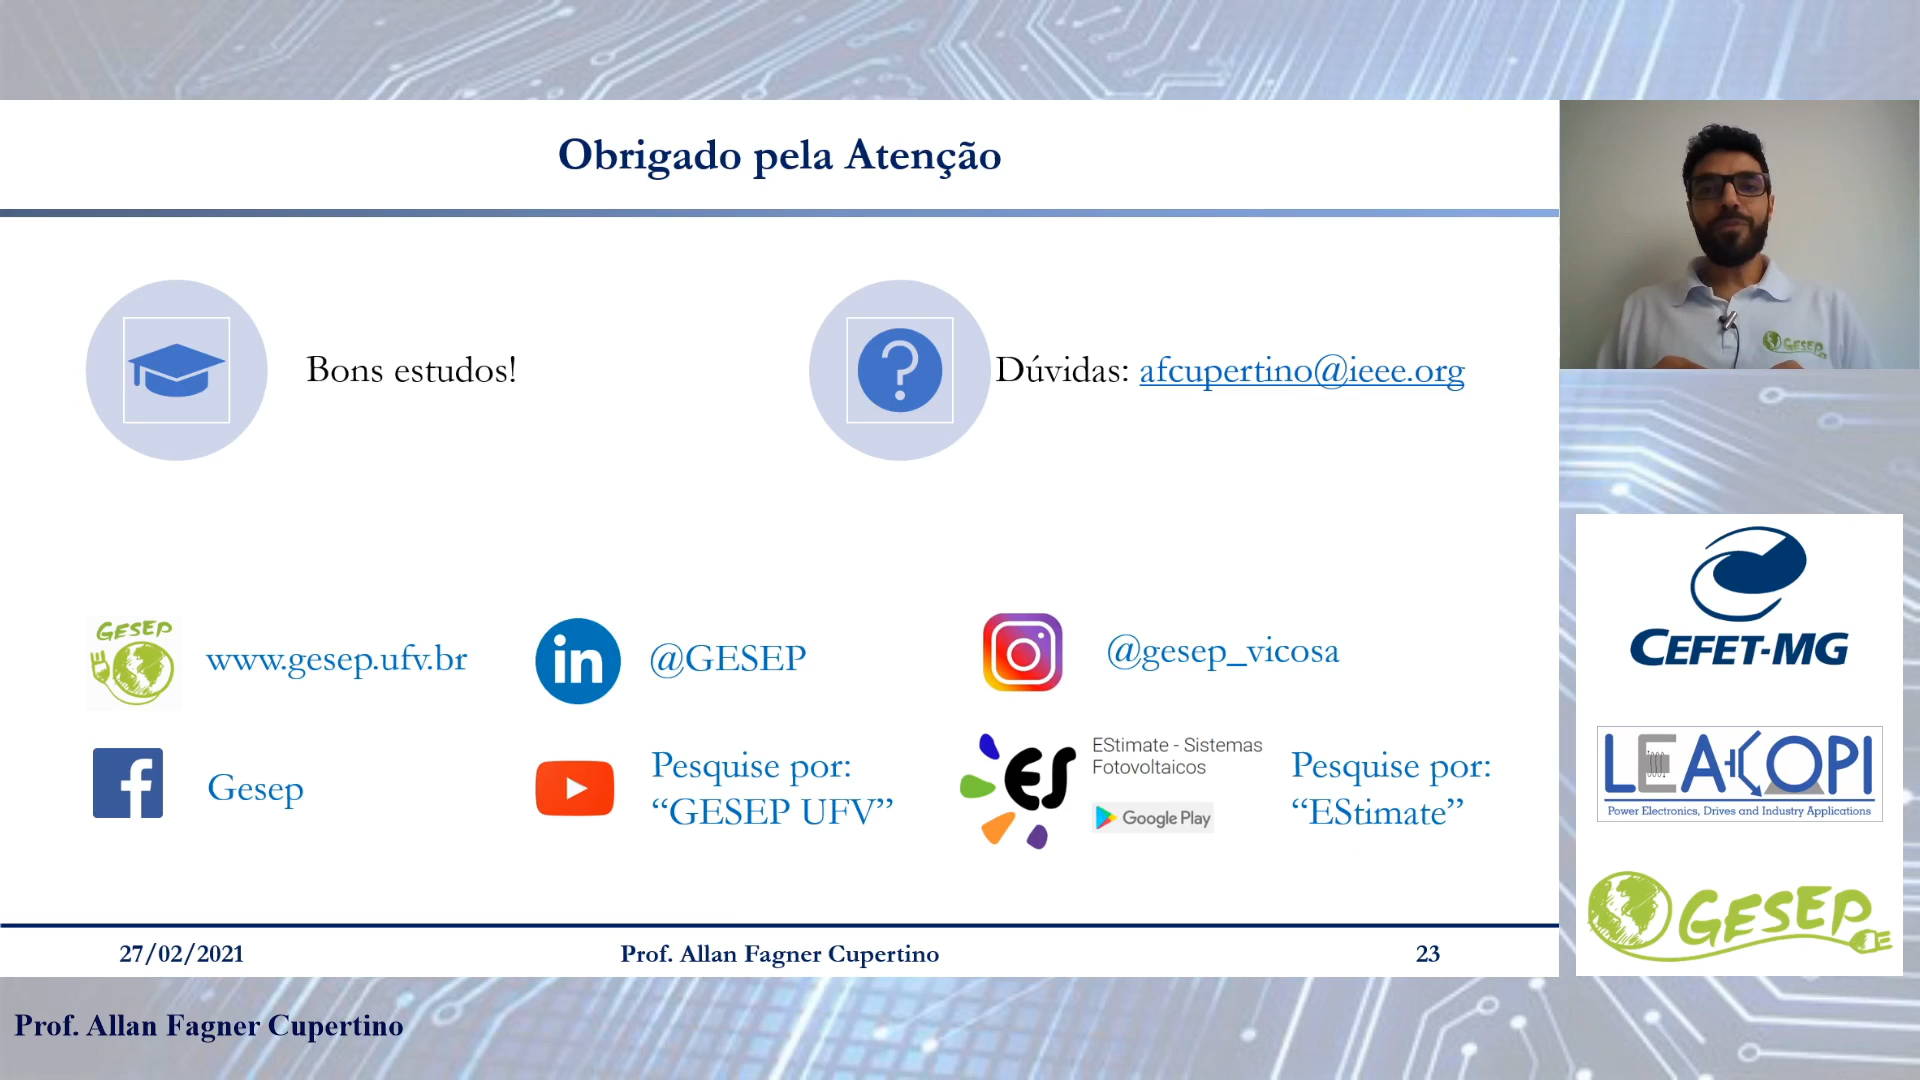 Obrigado pela Atenção
Bons estudos!
Dúvidas: afcupertino@ieee.org
GESEP
www.gesep.ufv.br
in
@GESEP
@gesep_vicosa
f
Gesep
Pesquise por:
“GESEP UFV”
ES
EStimate - Sistemas
Fotovoltaicos
Google Play
Pesquise por:
“EStimate”
27/02/2021
Prof. Allan Fagner Cupertino
23
GESEP
CEFET-MG
LEACOPI
Power Electronics, Drives and Industry Applications
GESEP
Prof. Allan Fagner Cupertino